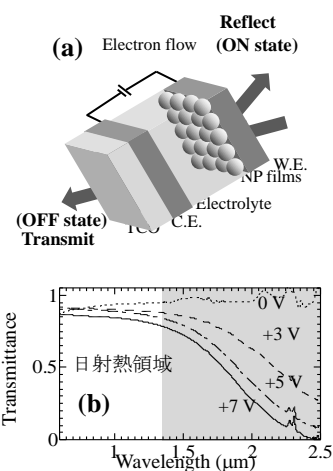 Reflect
(a)
Electron flow
(ON state)
W.E.
NP films
Electrolyte
(OFF state)
C.E.
TCO
Transmit
1
0 V
+3 V
Transmittance
0.5
日射熱領域
+5 V
(b)
+7 V
0
1
1.5
2
2.5
Wavelength (μm)